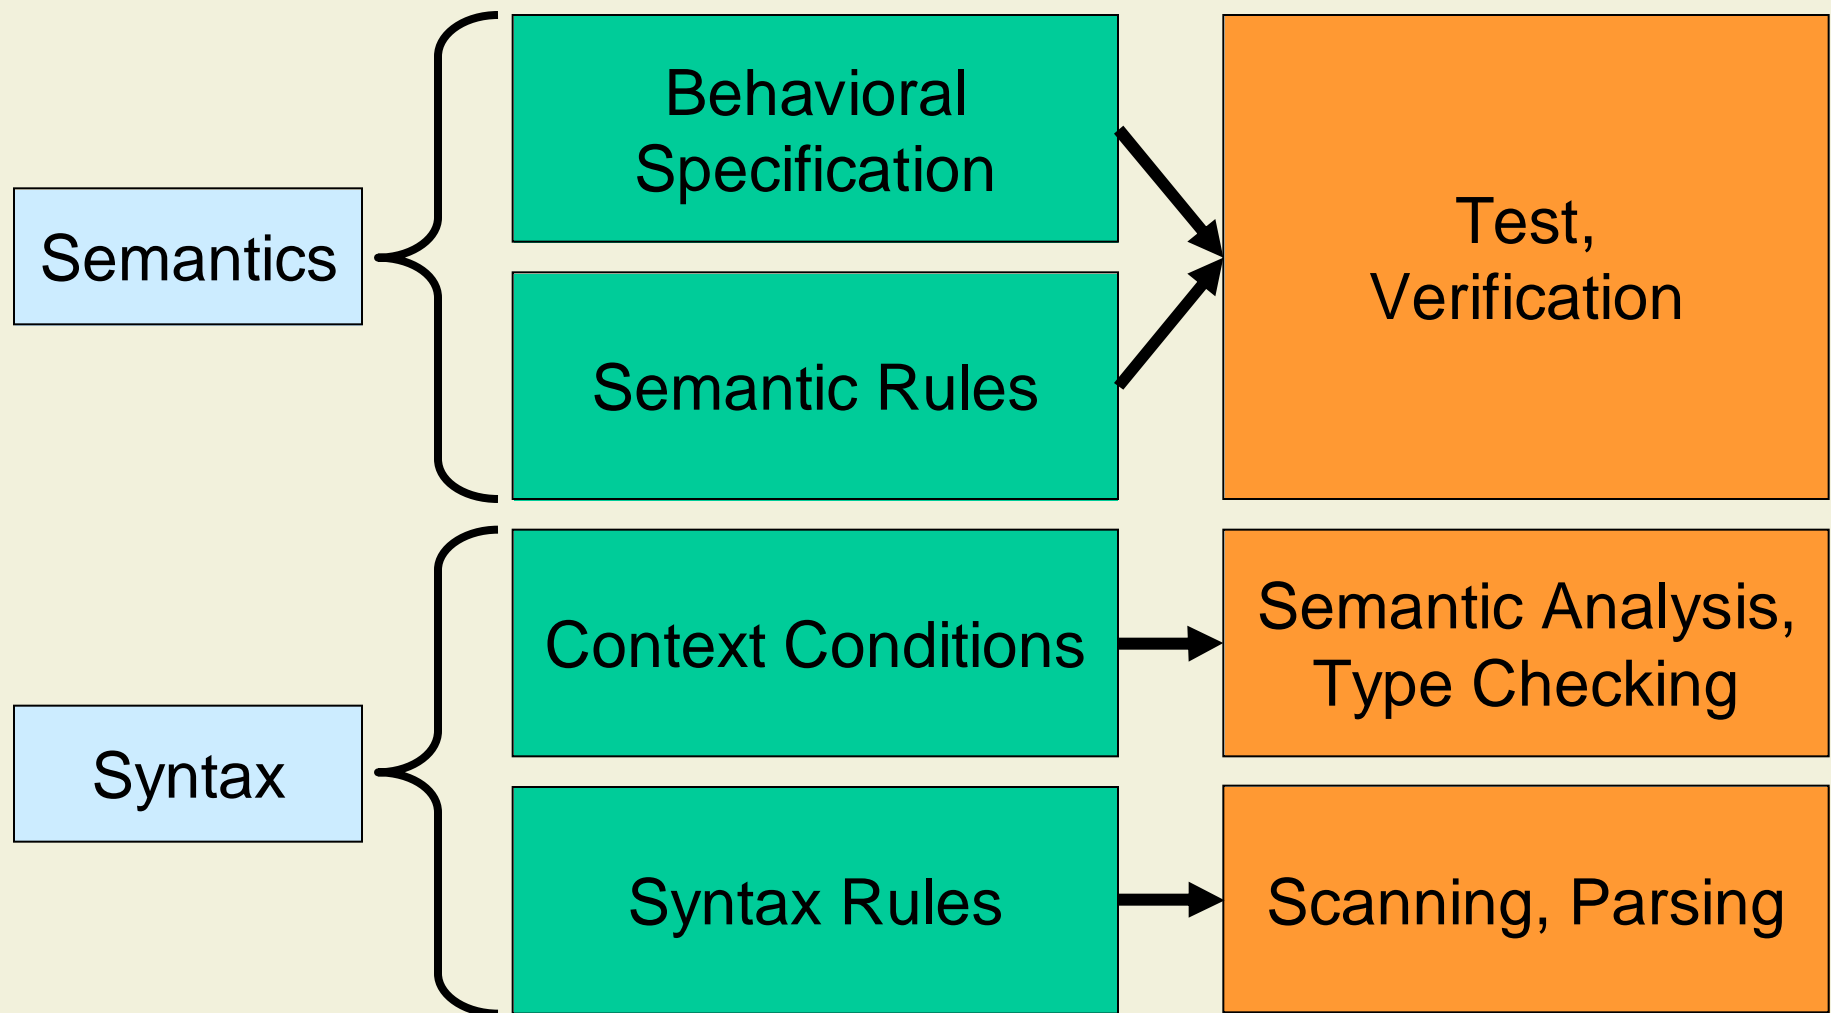 Semantics
Behavioral
Specification
Semantic Rules
Test,
Verification
Syntax
Context Conditions
Semantic Analysis,
Type Checking
Syntax Rules
Scanning, Parsing